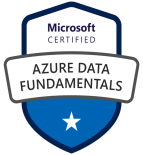 Microsoft
CERTIFIED
AZURE DATA
FUNDAMENTALS